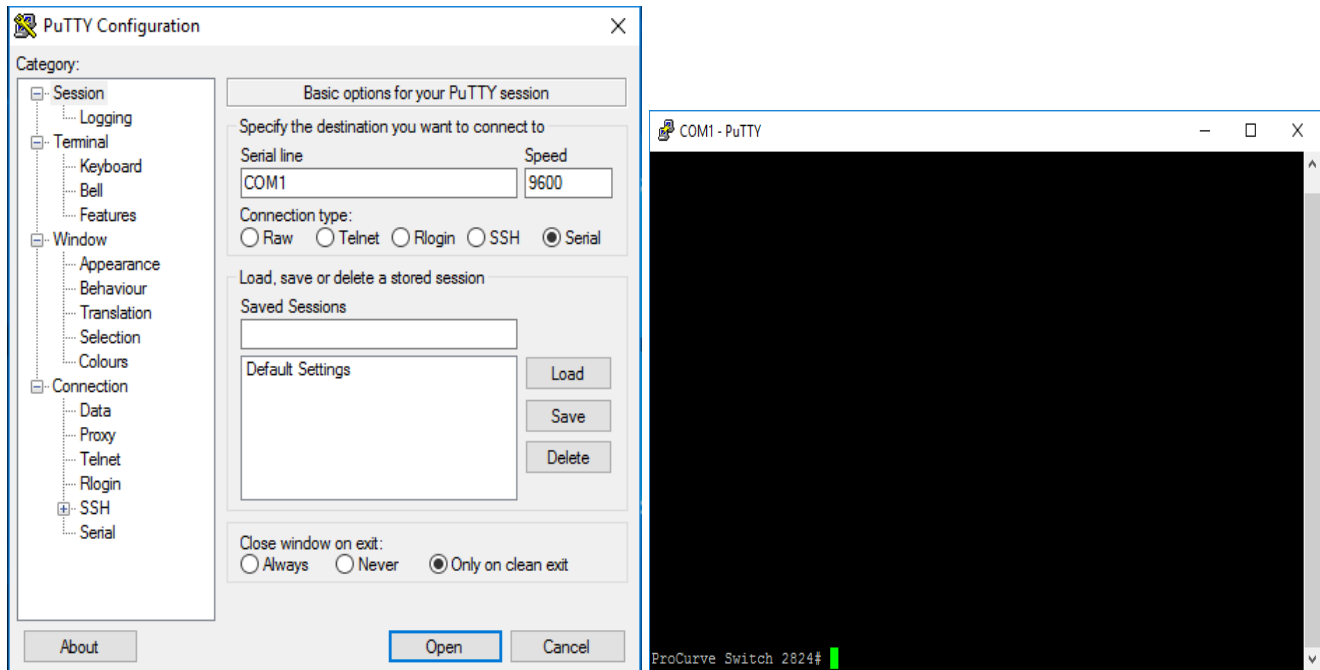 PuTTY Configuration
Category:
Session
Logging
Terminal
Keyboard
Bell
Features
Window
Appearance
Behaviour
Translation
Selection
Colours
Connection
Data
Proxy
Telnet
Rlogin
SSH
Serial
Basic options for your PuTTY session
Specify the destination you want to connect to
Serial line Speed
COM1 9600
Connection type:
Raw Telnet Rlogin SSH Serial
Load, save or delete a stored session
Saved Sessions
Default Settings
Load
Save
Delete
Close window on exit:
Always Never Only on clean exit
About Open Cancel
COM1 - PuTTY
ProCurve Switch 2824#